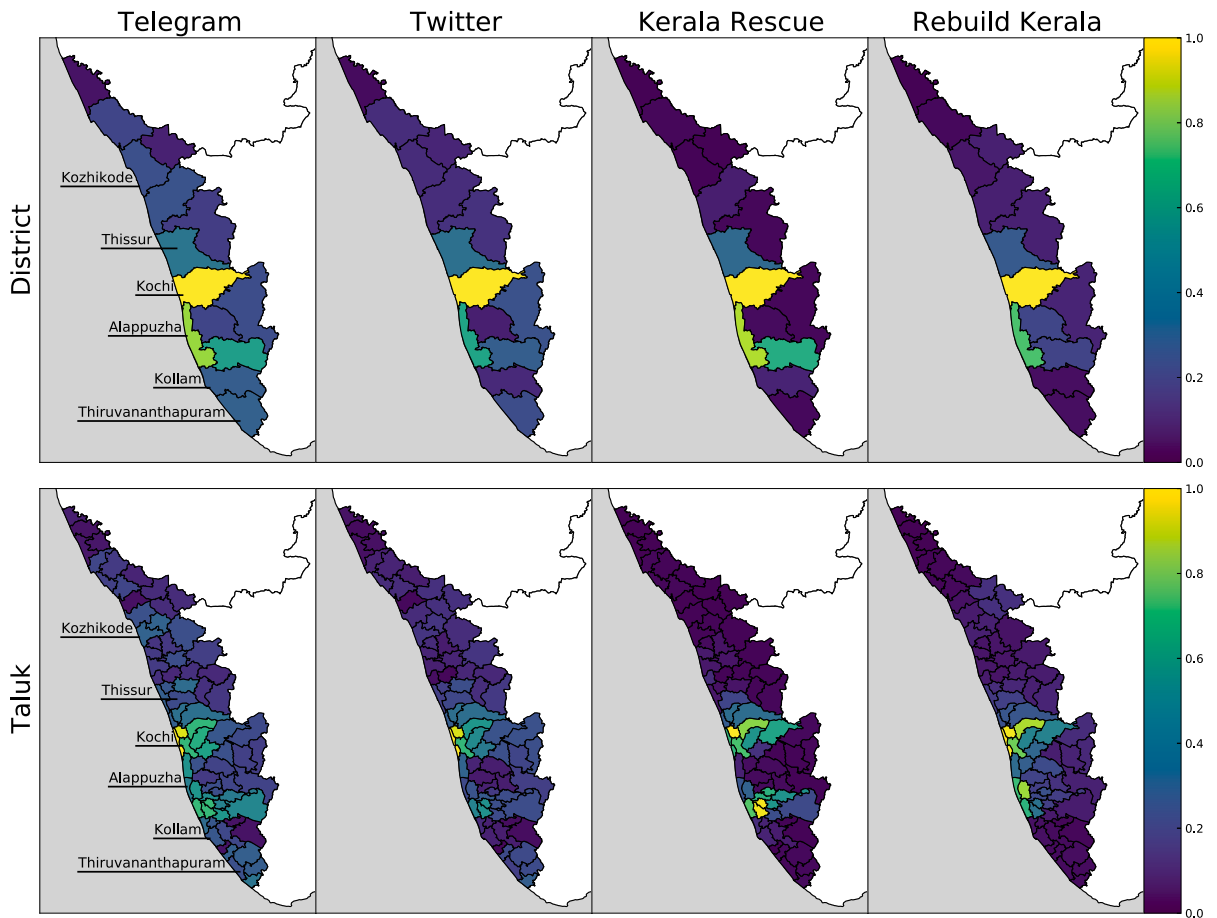 Telegram Twitter Kerala Rescue Rebuild Kerala
District
Kozhikode
Thissur
Kochi
Alappuzha
Kollam
Thiruvananthapuram
1.0
0.8
0.6
0.4
0.2
0.0
Taluk
Kozhikode
Thissur
Kochi
Alappuzha
Kollam
Thiruvananthapuram
1.0
0.8
0.6
0.4
0.2
0.0